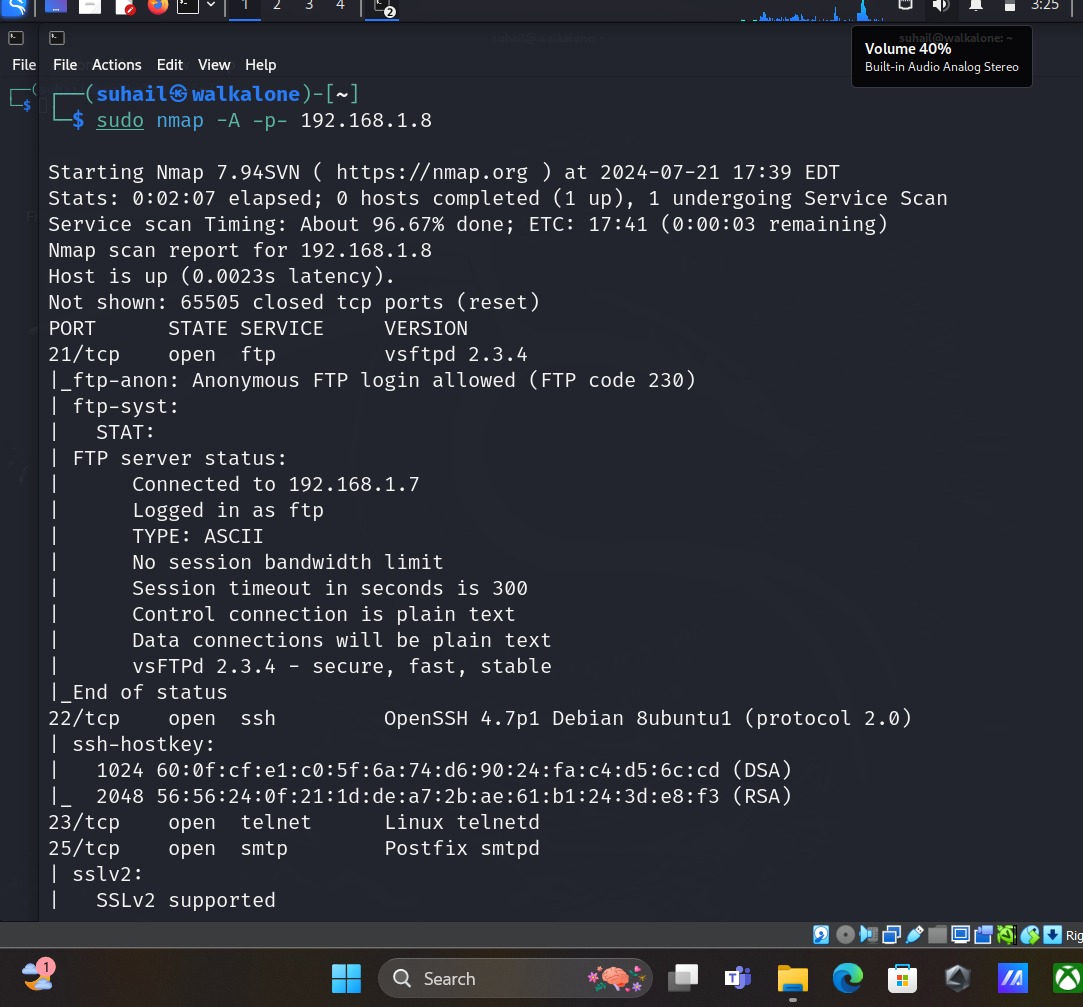 1 2 3 4 2 3:25
suhail@walkalone: ~
Volume 40%
Built-in Audio Analog Stereo
File File Actions Edit View Help
┌──(suhail㉿walkalone)-[~]
└─$ sudo nmap -A -p- 192.168.1.8
Starting Nmap 7.94SVN ( https://nmap.org ) at 2024-07-21 17:39 EDT
Stats: 0:02:07 elapsed; 0 hosts completed (1 up), 1 undergoing Service Scan
Service scan Timing: About 96.67% done; ETC: 17:41 (0:00:03 remaining)
Nmap scan report for 192.168.1.8
Host is up (0.0023s latency).
Not shown: 65505 closed tcp ports (reset)
PORT STATE SERVICE VERSION
21/tcp open ftp vsftpd 2.3.4
|_ftp-anon: Anonymous FTP login allowed (FTP code 230)
| ftp-syst:
| STAT:
| FTP server status:
| Connected to 192.168.1.7
| Logged in as ftp
| TYPE: ASCII
| No session bandwidth limit
| Session timeout in seconds is 300
| Control connection is plain text
| Data connections will be plain text
| vsFTPd 2.3.4 - secure, fast, stable
|_End of status
22/tcp open ssh OpenSSH 4.7p1 Debian 8ubuntu1 (protocol 2.0)
| ssh-hostkey:
| 1024 60:0f:cf:e1:c0:5f:6a:74:d6:90:24:fa:c4:d5:6c:cd (DSA)
|_ 2048 56:56:24:0f:21:1d:de:a7:2b:ae:61:b1:24:3d:e8:f3 (RSA)
23/tcp open telnet Linux telnetd
25/tcp open smtp Postfix smtpd
| sslv2:
| SSLv2 supported
Rig
1 Search